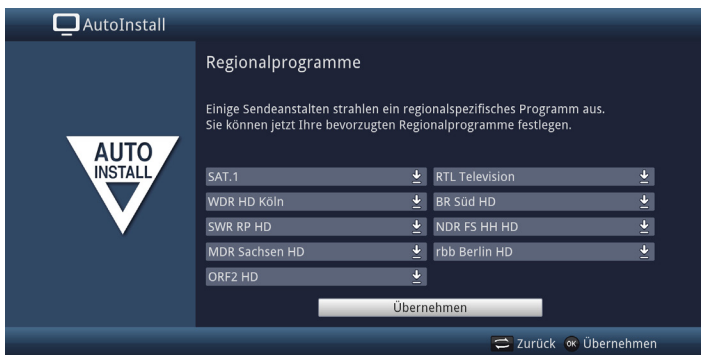 AutoInstall
Regionalprogramme
Einige Sendeanstalten strahlen ein regionalspezifisches Programm aus.
Sie können jetzt Ihre bevorzugten Regionalprogramme festlegen.
AUTO
INSTALL
SAT.1
RTL Television
WDR HD Köln
BR Süd HD
SWR RP HD
NDR FS HH HD
MDR Sachsen HD
rbb Berlin HD
ORF2 HD
Übernehmen
Zurück OK Übernehmen